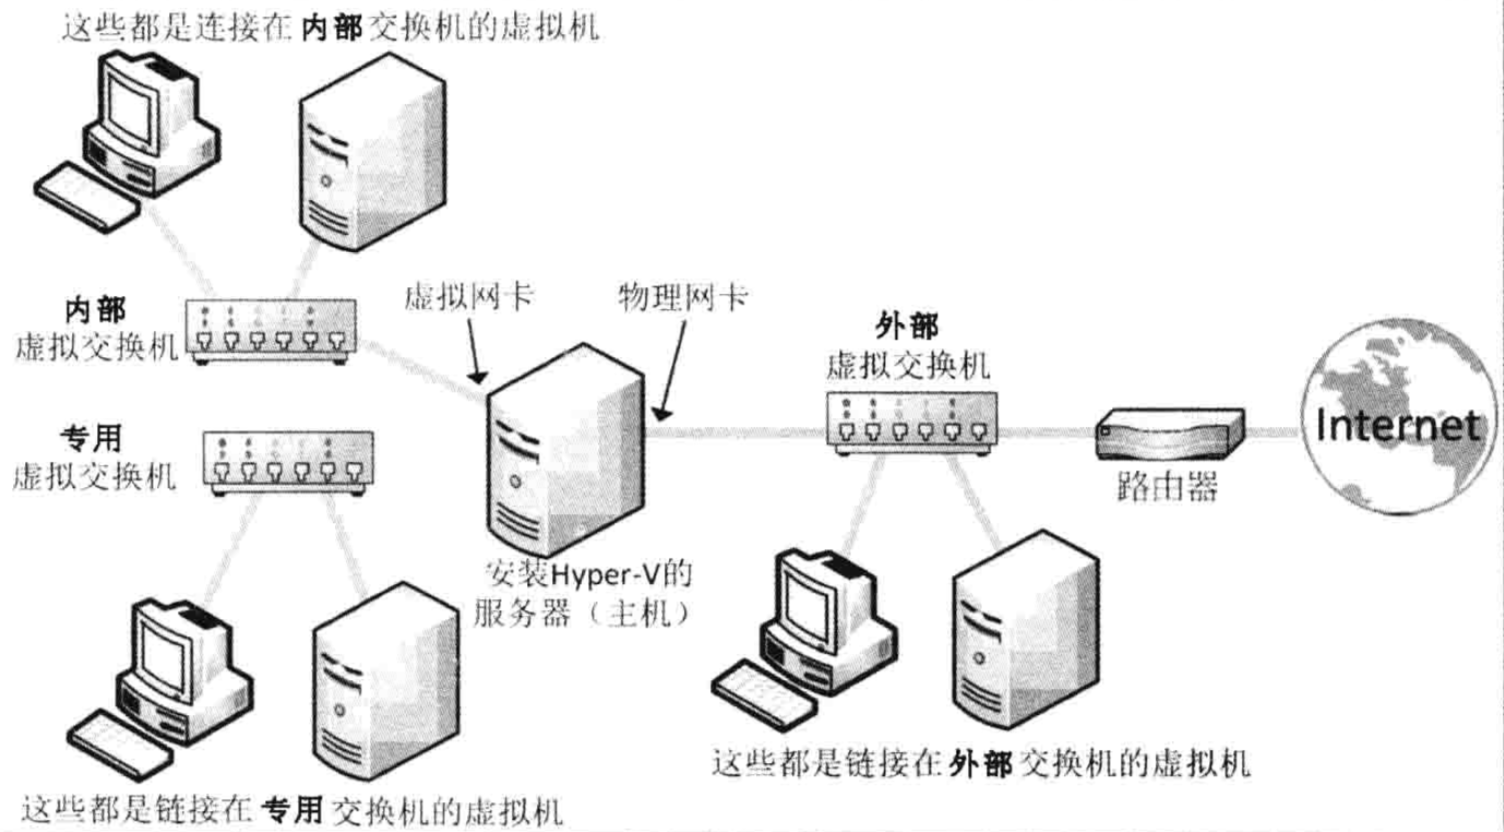 这些都是连接在 内部 交换机的虚拟机
内部
虚拟交换机
虚拟网卡
物理网卡
外部
虚拟交换机
Internet
路由器
专用
虚拟交换机
安装Hyper-V的
服务器（主机）
这些都是链接在 外部 交换机的虚拟机
这些都是链接在 专用 交换机的虚拟机